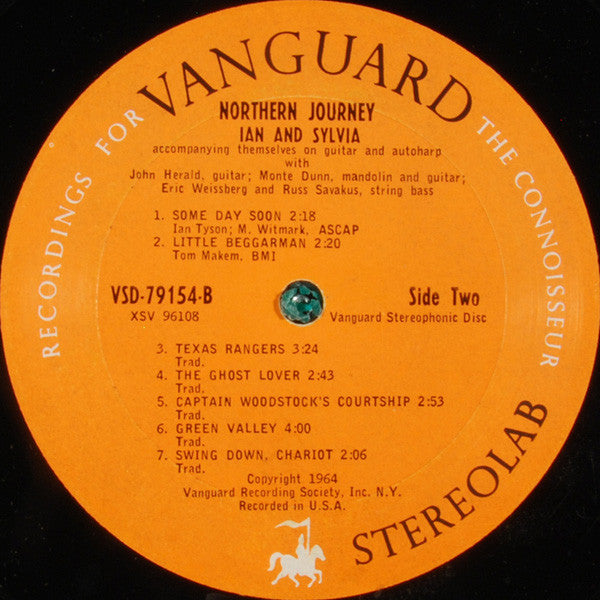 RECORDINGS FOR VANGUARD THE CONNOISSEUR
NORTHERN JOURNEY
IAN AND SYLVIA
accompanying themselves on guitar and autoharp
with
John Herald, guitar; Monte Dunn, mandolin and guitar;
Eric Weissberg and Russ Savakus, string bass
1. SOME DAY SOON 2:18
Ian Tyson; M. Witmark, ASCAP
2. LITTLE BEGGARMAN 2:20
Tom Makem, BMI
VSD-79154-B
XSV 96108
Side Two
Vanguard Stereophonic Disc
3. TEXAS RANGERS 3:24
Trad.
4. THE GHOST LOVER 2:43
Trad.
5. CAPTAIN WOODSTOCK'S COURTSHIP 2:53
Trad.
6. GREEN VALLEY 4:00
Trad.
7. SWING DOWN, CHARIOT 2:06
Trad.
Copyright 1964
Vanguard Recording Society, Inc. N.Y.
Recorded in U.S.A.
STEREOLAB